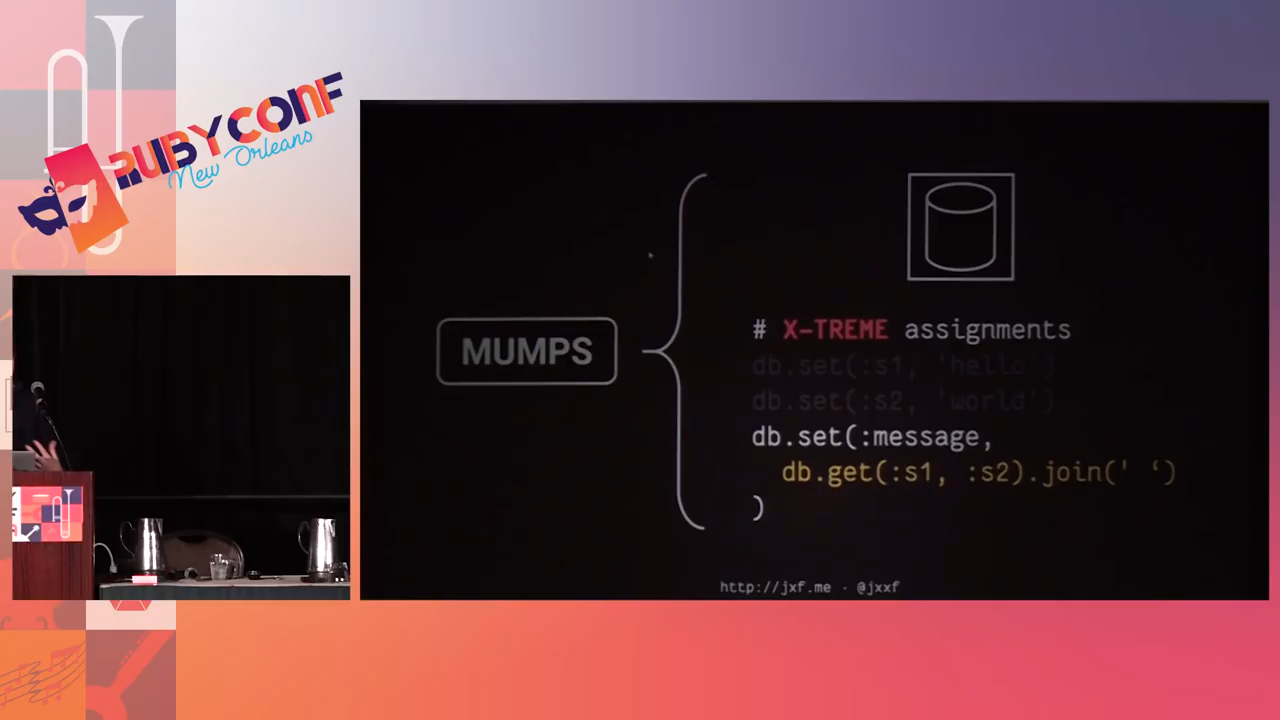 RUBYCONF
New Orleans
MUMPS
# X-TREME assignments
db.set(:s1, 'hello')
db.set(:s2, 'world')
db.set(:message,
db.get(:s1, :s2).join(' ‘)
)
http://jxf.me · @jxxf